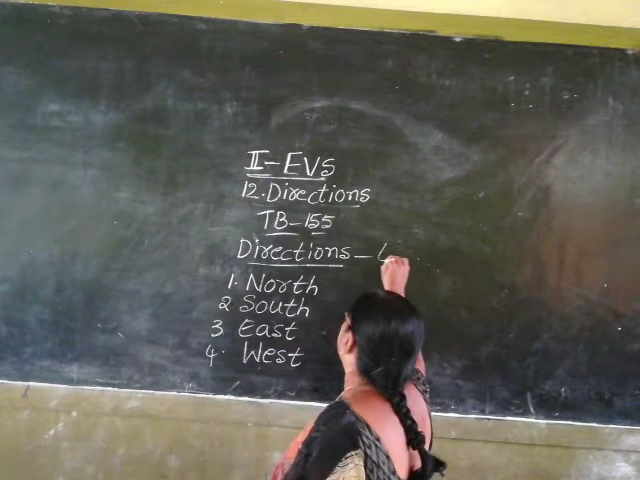 II-EVS
12. Directions
TB-155
Directions -
1. North
2 South
3 East
4. West